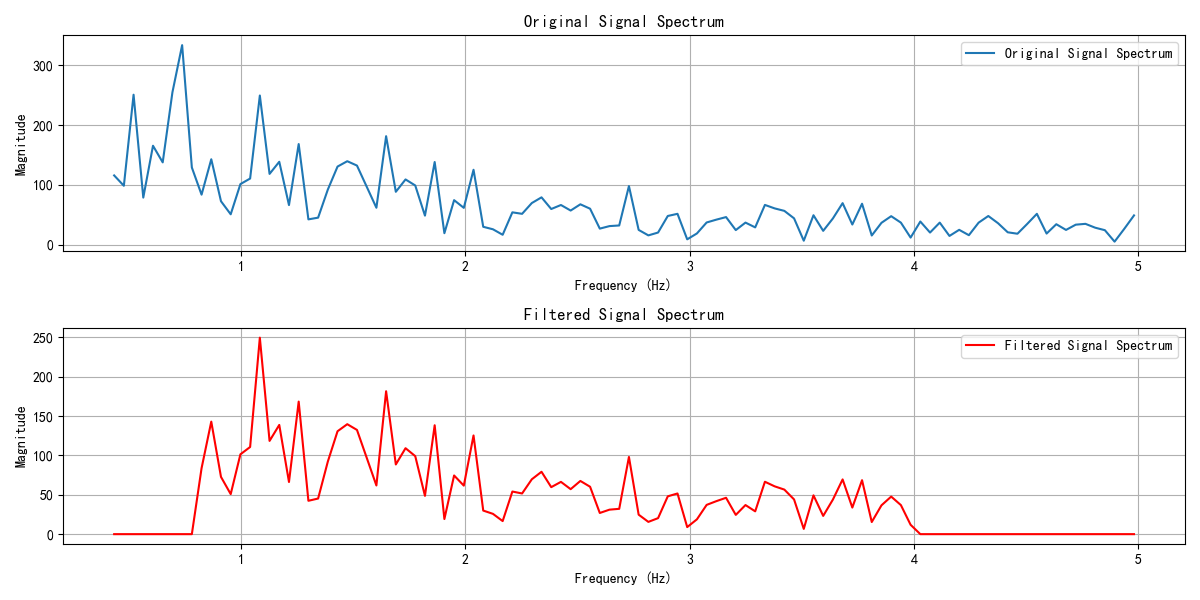 Original Signal Spectrum
Original Signal Spectrum
300
200
100
0
Magnitude
1 2 3 4 5
Frequency (Hz)
Filtered Signal Spectrum
Filtered Signal Spectrum
250
200
150
100
50
0
Magnitude
1 2 3 4 5
Frequency (Hz)